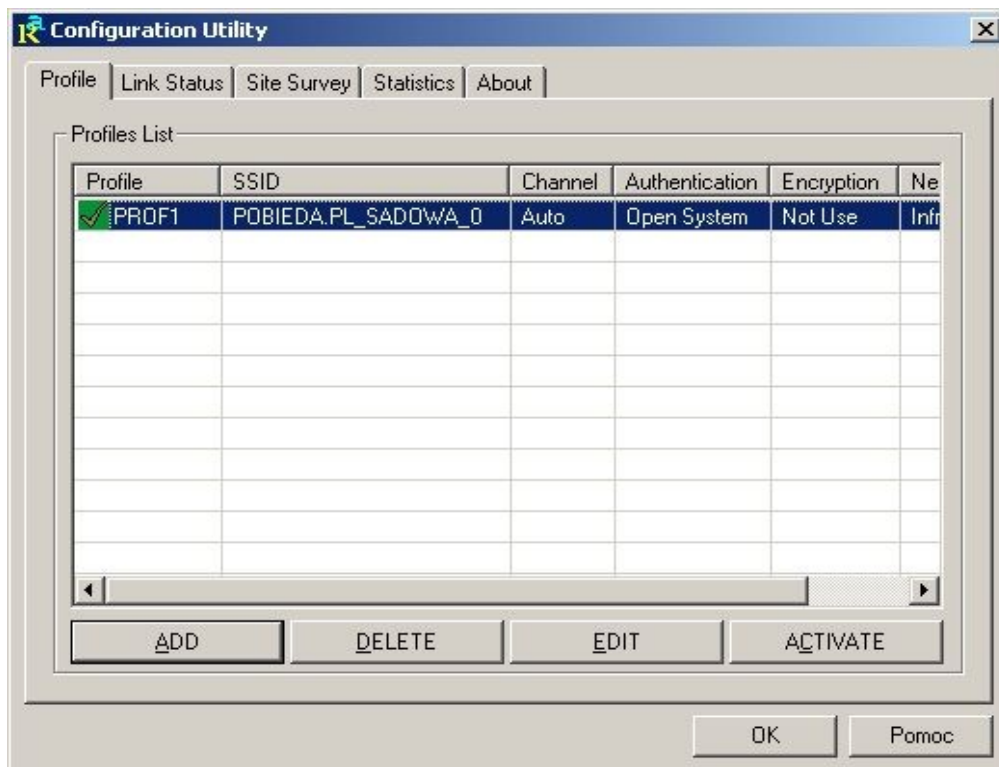 Configuration Utility
Profile Link Status Site Survey Statistics About
Profiles List
Profile SSID Channel Authentication Encryption Ne
PROF1 POBIEDA.PL_SADOWA_0 Auto Open System Not Use Infr
ADD DELETE EDIT ACTIVATE
OK Pomoc